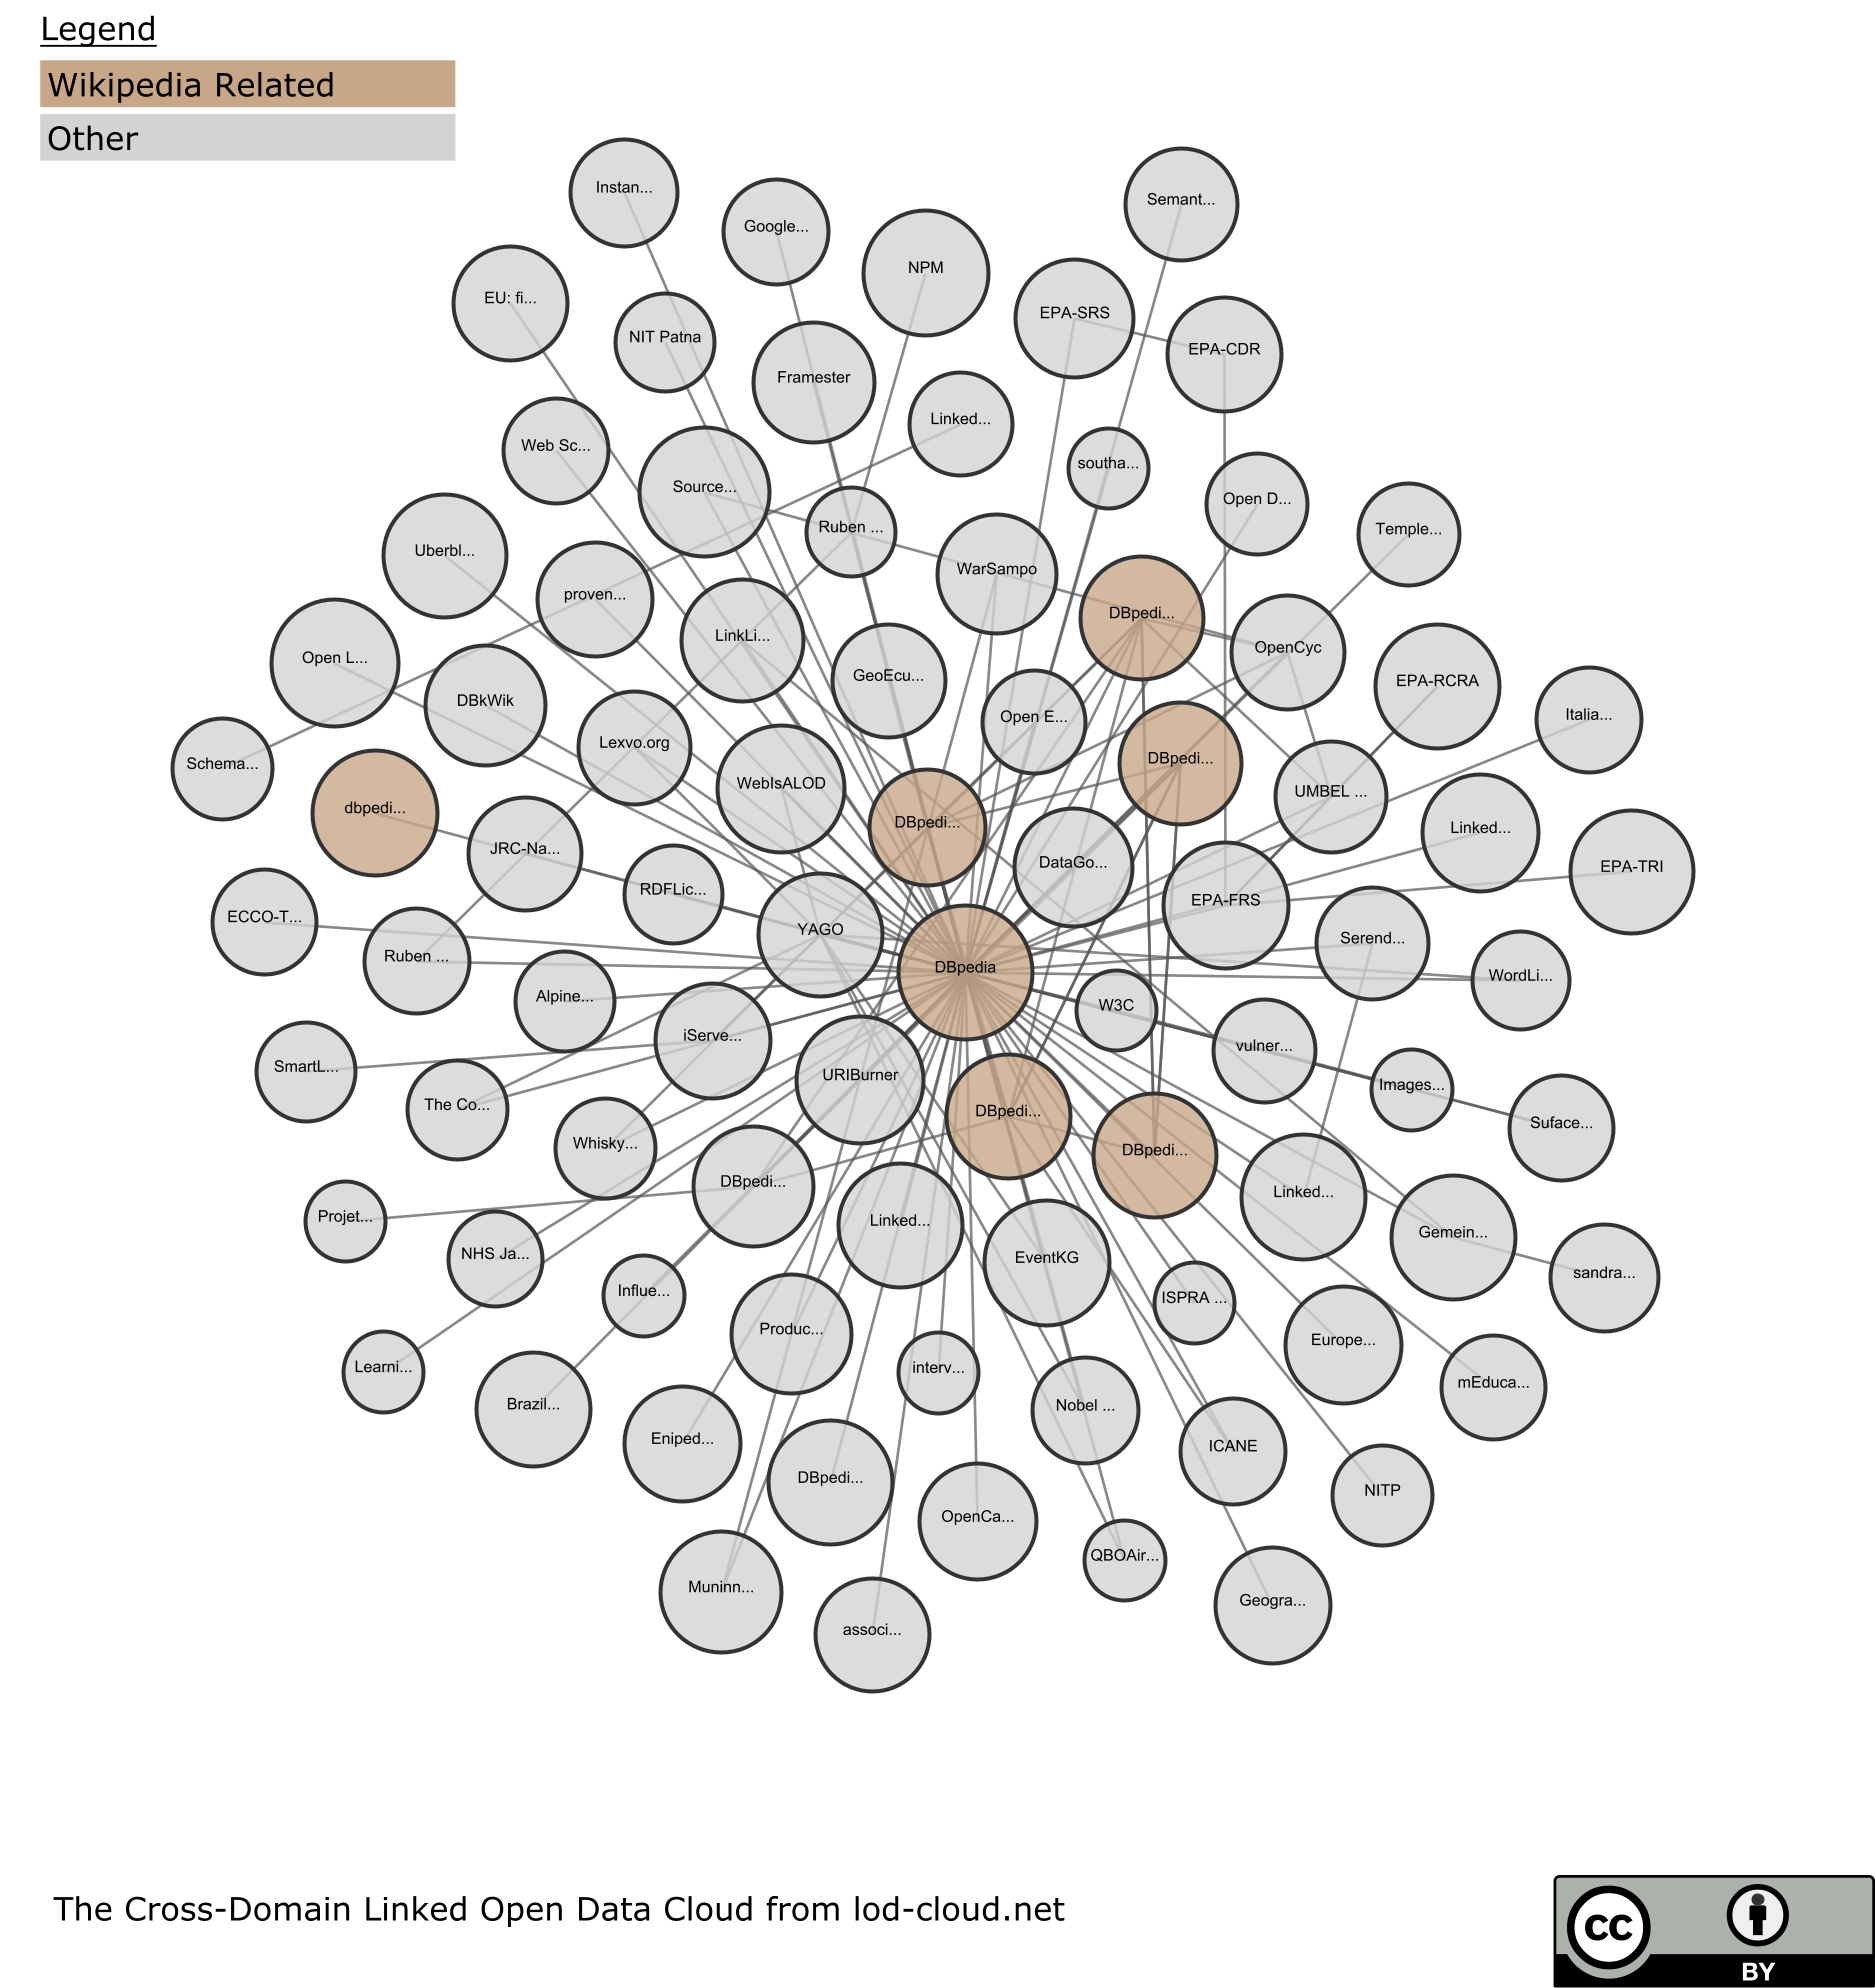 Legend
Wikipedia Related
Other
Instan...
Semant...
Google...
NPM
EU: fi...
EPA-SRS
NIT Patna
EPA-CDR
Framester
Linked...
Web Sc...
southa...
Source...
Open D...
Ruben ...
Temple...
Uberbl...
WarSampo
proven...
DBpedi...
LinkLi...
OpenCyc
Open L...
GeoEcu...
EPA-RCRA
DBkWik
Open E...
Italia...
Lexvo.org
DBpedi...
Schema...
WebIsALOD
UMBEL ...
dbpedi...
DBpedi...
Linked...
JRC-Na...
DataGo...
EPA-TRI
RDFLic...
EPA-FRS
ECCO-T...
YAGO
Serend...
Ruben ...
DBpedia
WordLi...
Alpine...
W3C
iServe...
vulner...
SmartL...
URIBurner
Images...
The Co...
DBpedi...
Suface...
Whisky...
DBpedi...
DBpedi...
Linked...
Projet...
Linked...
Gemein...
NHS Ja...
EventKG
sandra...
Influe...
ISPRA ...
Produc...
Europe...
Learni...
interv...
mEduca...
Brazil...
Nobel ...
Eniped...
ICANE
DBpedi...
NITP
OpenCa...
QBOAir...
Muninn...
Geogra...
associ...
The Cross-Domain Linked Open Data Cloud from lod-cloud.net
cc
BY